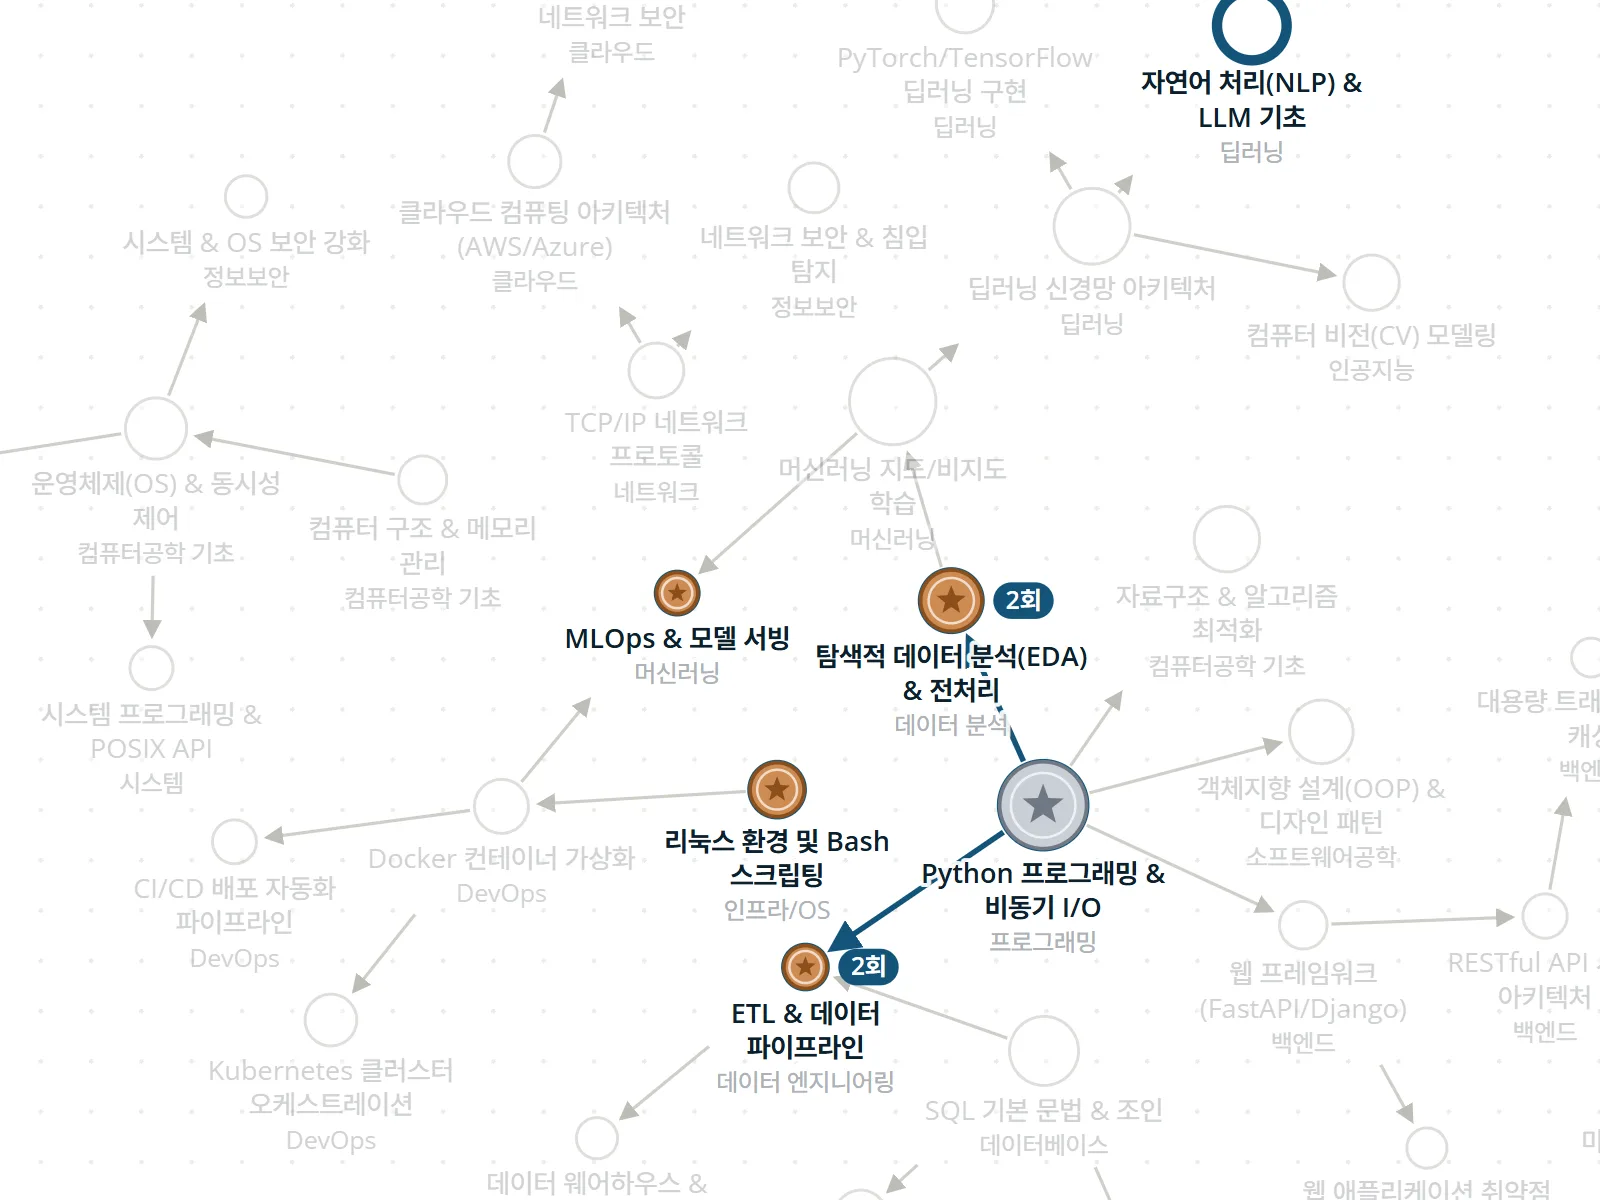 네트워크 보안
클라우드
PyTorch/TensorFlow
딥러닝 구현
딥러닝
자연어 처리(NLP) &
LLM 기초
딥러닝
시스템 & OS 보안 강화
정보보안
클라우드 컴퓨팅 아키텍처
(AWS/Azure)
클라우드
네트워크 보안 & 침입
탐지
정보보안
딥러닝 신경망 아키텍처
딥러닝
컴퓨터 비전(CV) 모델링
인공지능
TCP/IP 네트워크
프로토콜
네트워크
머신러닝 지도/비지도
학습
머신러닝
운영체제(OS) & 동시성
제어
컴퓨터공학 기초
컴퓨터 구조 & 메모리
관리
컴퓨터공학 기초
MLOps & 모델 서빙
머신러닝
2회
탐색적 데이터 분석(EDA)
& 전처리
데이터 분석
자료구조 & 알고리즘
최적화
컴퓨터공학 기초
시스템 프로그래밍 &
POSIX API
시스템
대용량 트래
캐싱
백엔
객체지향 설계(OOP) &
디자인 패턴
소프트웨어공학
리눅스 환경 및 Bash
스크립팅
인프라/OS
Python 프로그래밍 &
비동기 I/O
프로그래밍
Docker 컨테이너 가상화
DevOps
CI/CD 배포 자동화
파이프라인
DevOps
2회
ETL & 데이터
파이프라인
데이터 엔지니어링
웹 프레임워크
(FastAPI/Django)
백엔드
RESTful API
아키텍처
백엔드
Kubernetes 클러스터
오케스트레이션
DevOps
SQL 기본 문법 & 조인
데이터베이스
데이터 웨어하우스 &
웹 애플리케이션 취약점